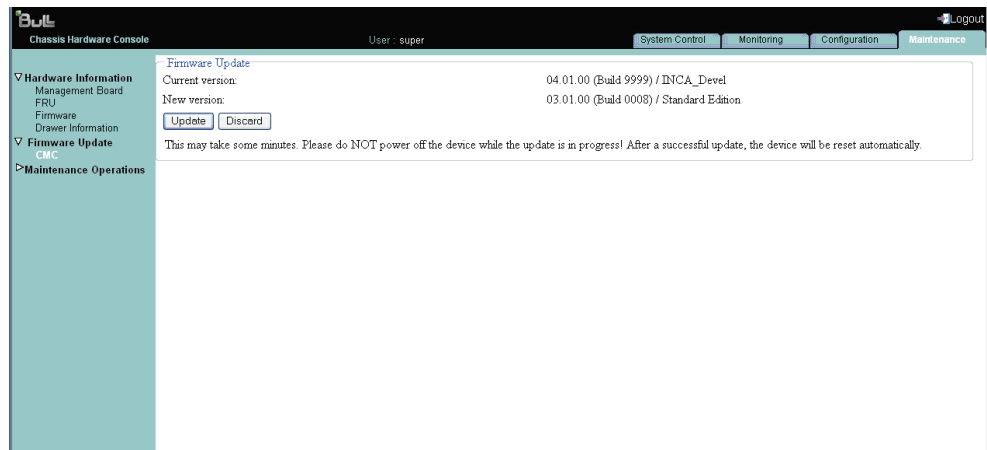 Bull
Logout
Chassis Hardware Console
User : super
System Control
Monitoring
Configuration
Maintenance
Hardware Information
Management Board
FRU
Firmware
Drawer Information
Firmware Update
CMC
Maintenance Operations
Firmware Update
Current version: 04.01.00 (Build 9999) / INCA_Devel
New version: 03.01.00 (Build 0008) / Standard Edition
Update Discard
This may take some minutes. Please do NOT power off the device while the update is in progress! After a successful update, the device will be reset automatically.